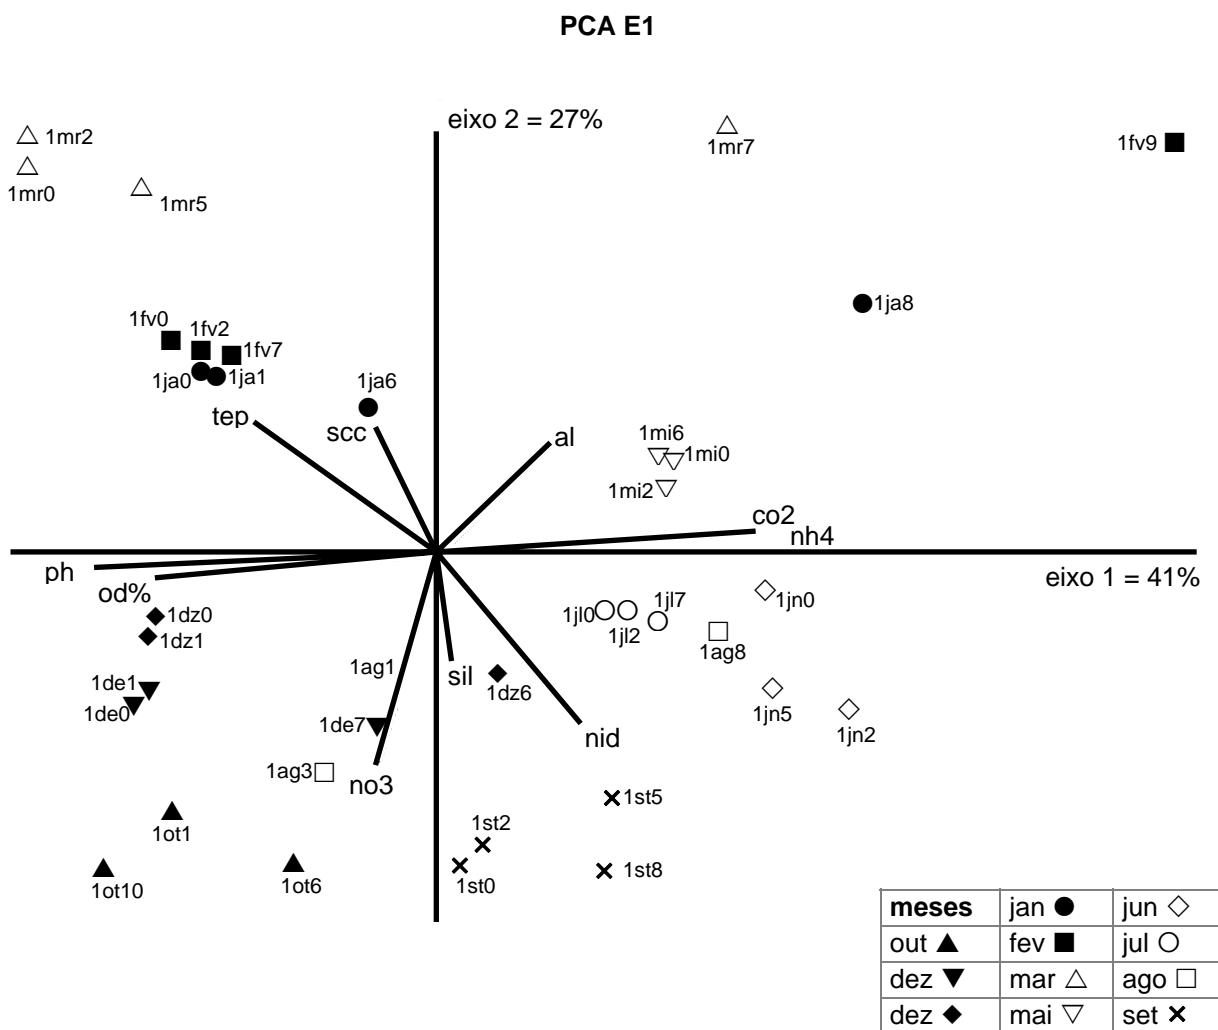 PCA E1
eixo 2 = 27%
1mr2
1mr7
1fv9
1mr0
1mr5
1ja8
1fv0
1fv2
1fv7
1ja0
1ja1
1ja6
tep
scc
al
1mi6
1mi0
1mi2
co2
nh4
ph
eixo 1 = 41%
od%
1dz0
1dz1
1jl0
1jl2
1jl7
1jn0
1ag8
1ag1
sil
1dz6
1de1
1de0
1jn5
1jn2
1de7
nid
1ag3
no3
1st5
1ot1
1st2
1ot10
1ot6
1st0
1st8
meses jan jun
out fev jul
dez mar ago
dez mai set